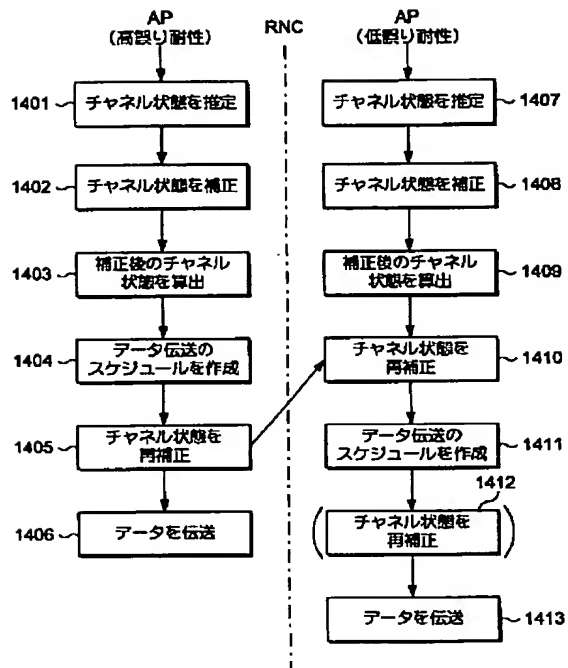 AP
(高誤り耐性)
RNC
AP
(低誤り耐性)
1401
チャネル状態を推定
1402
チャネル状態を補正
1403
補正後のチャネル
状態を算出
1404
データ伝送の
スケジュールを作成
1405
チャネル状態を
再補正
1406
データを伝送
チャネル状態を推定
1407
チャネル状態を補正
1408
補正後のチャネル
状態を算出
1409
チャネル状態を
再補正
1410
データ伝送の
スケジュールを作成
1411
1412
(チャネル状態を
再補正)
データを伝送
1413